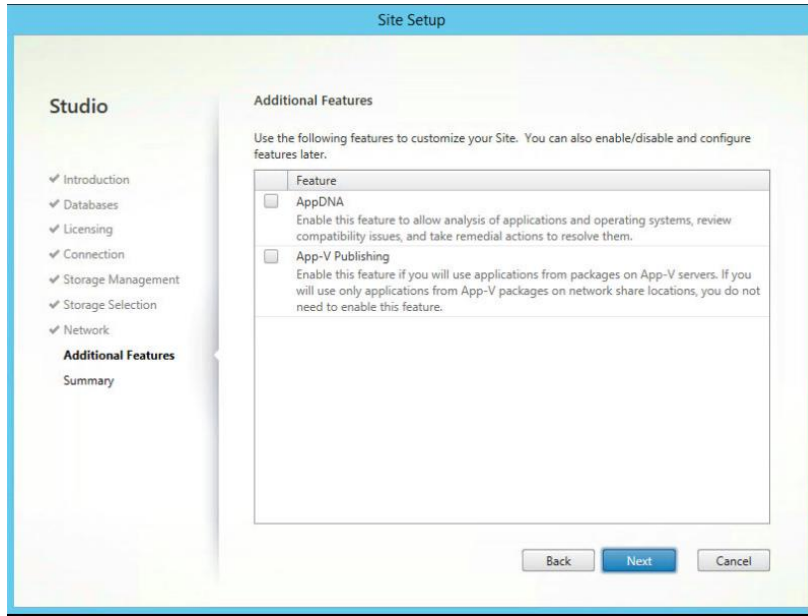 Site Setup
Studio
Introduction
Databases
Licensing
Connection
Storage Management
Storage Selection
Network
Additional Features
Summary
Additional Features
Use the following features to customize your Site. You can also enable/disable and configure
features later.
Feature
AppDNA
Enable this feature to allow analysis of applications and operating systems, review
compatibility issues, and take remedial actions to resolve them.
App-V Publishing
Enable this feature if you will use applications from packages on App-V servers. If you
will use only applications from App-V packages on network share locations, you do not
need to enable this feature.
Back
Next
Cancel